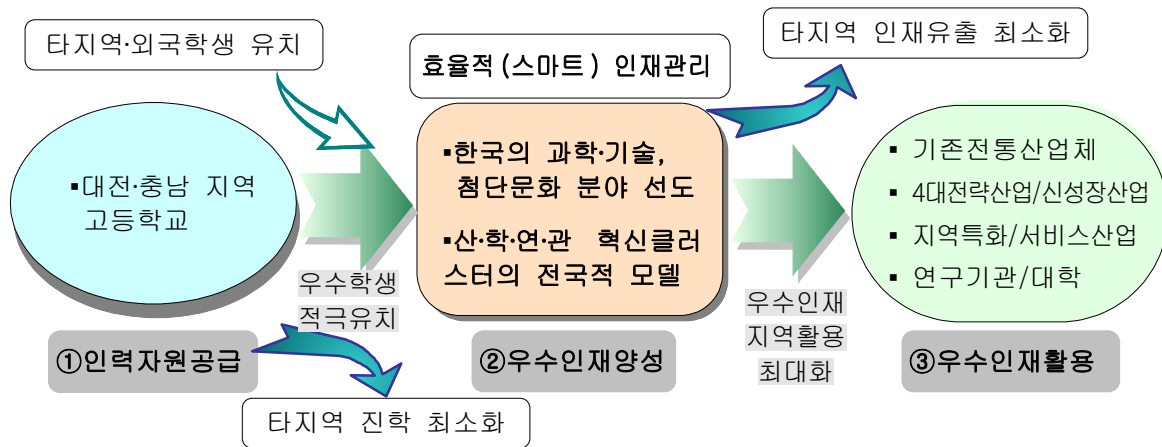 타지역·외국학생 유치
효율적(스마트) 인재관리
타지역 인재유출 최소화
▪대전·충남 지역
고등학교
▪한국의 과학·기술,
첨단문화 분야 선도
▪산·학·연·관 혁신클러
스터의 전국적 모델
▪ 기존전통산업체
▪ 4대전략산업/신성장산업
▪ 지역특화/서비스산업
▪ 연구기관/대학
우수학생
적극유치
우수인재
지역활용
최대화
①인력자원공급
②우수인재양성
③우수인재활용
타지역 진학 최소화